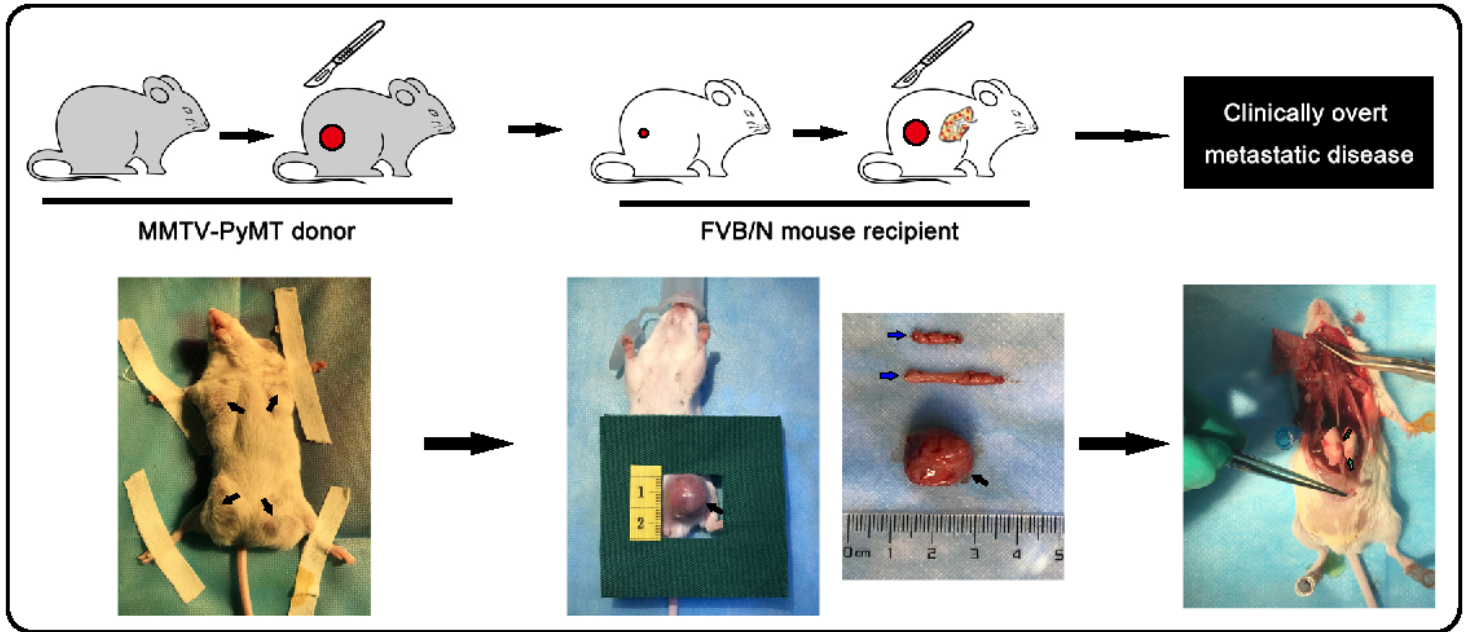 Clinically overt
metastatic disease
MMTV-PyMT donor
FVB/N mouse recipient
1
2
0cm 1 2 3 4 5